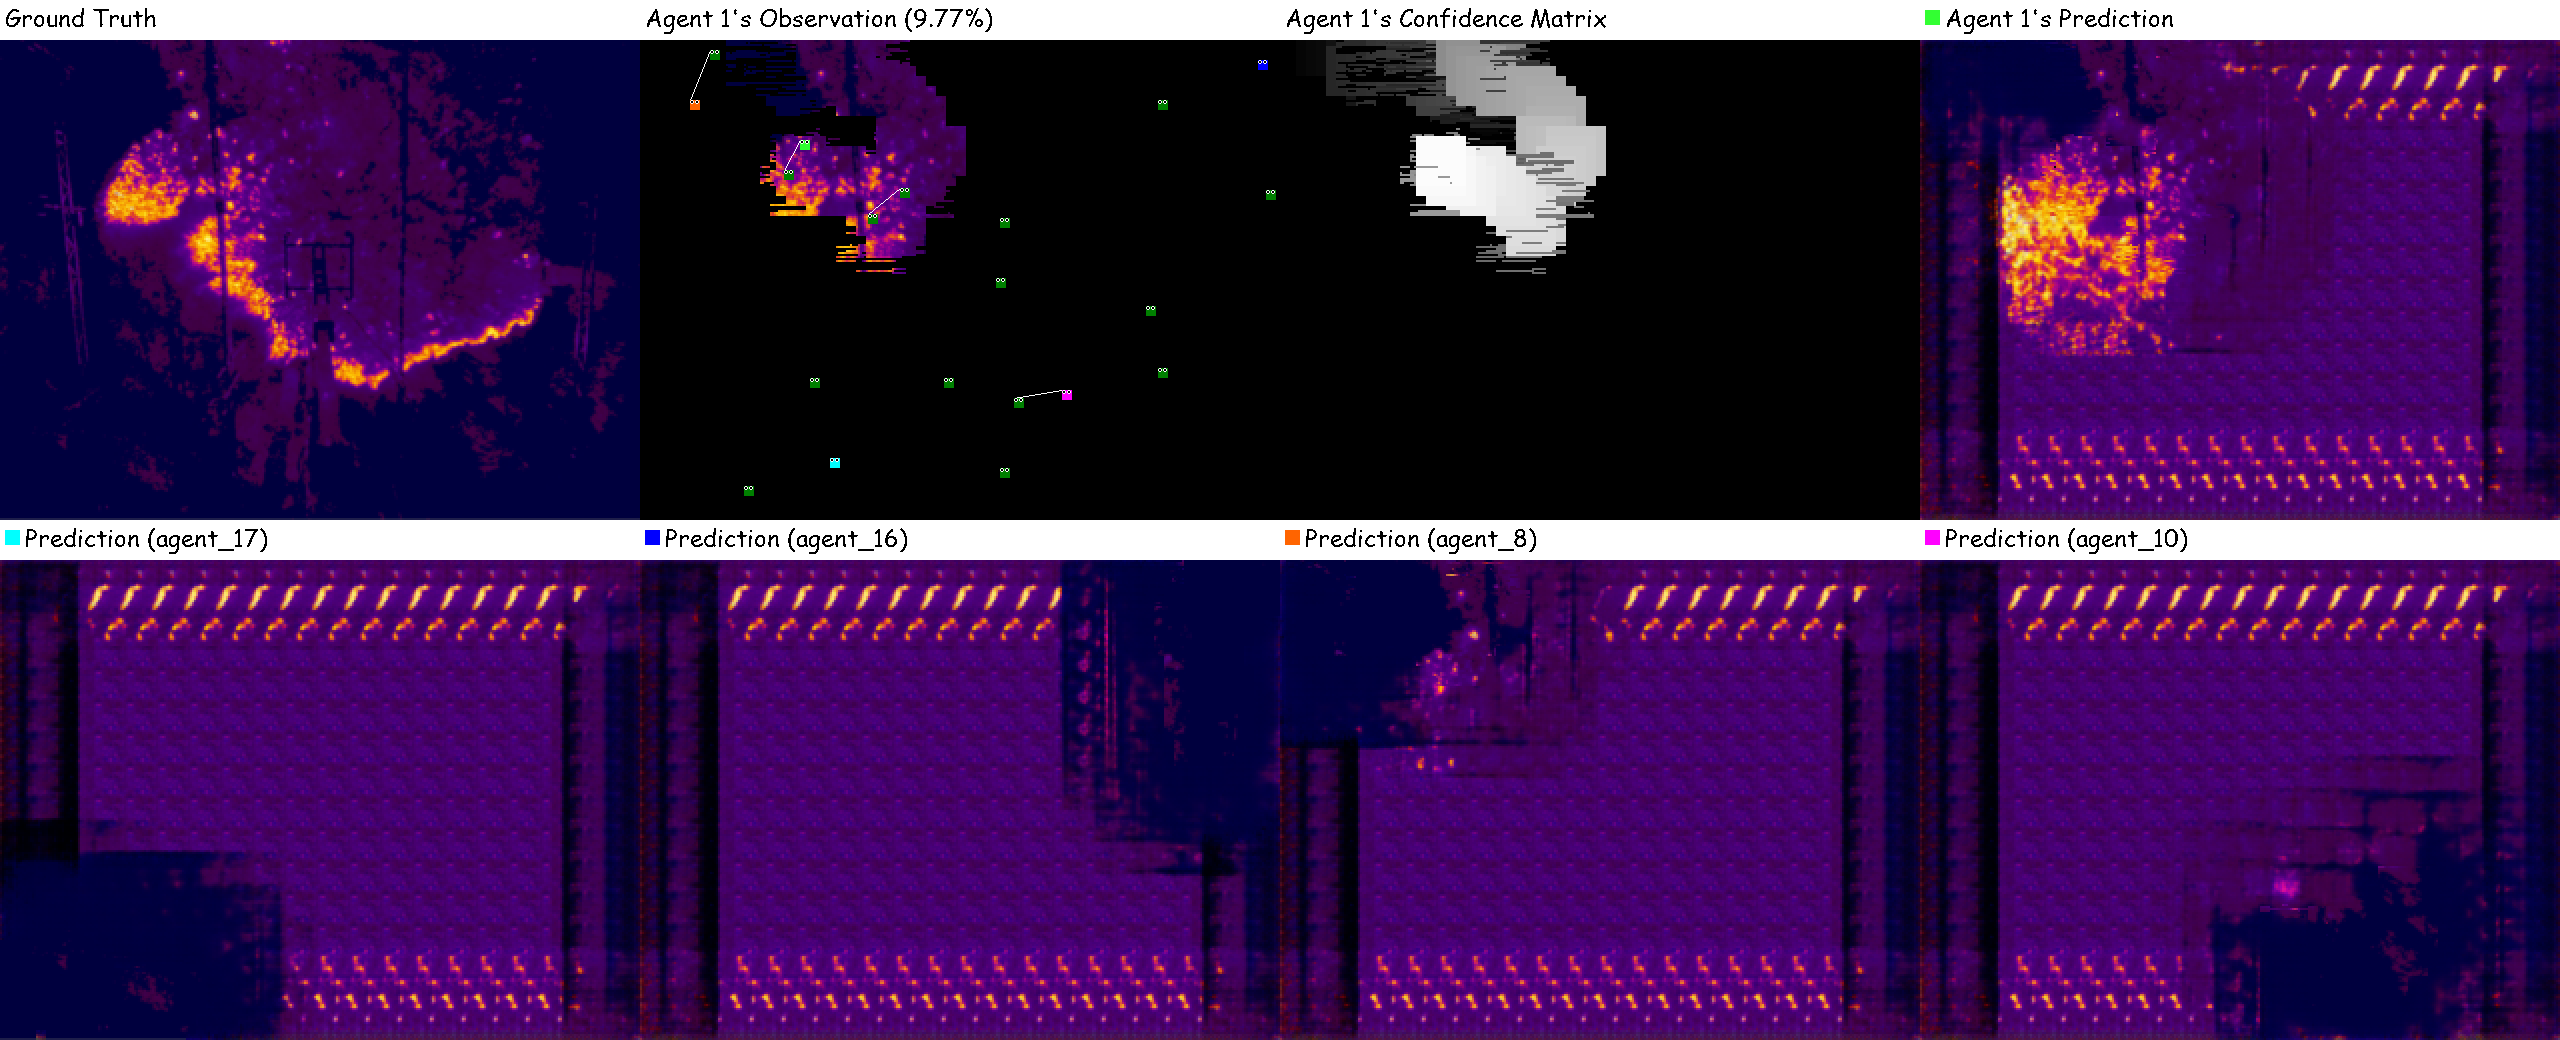 Ground Truth
Agent 1's Observation (9.77%)
Agent 1's Confidence Matrix
Agent 1's Prediction
Prediction (agent_17)
Prediction (agent_16)
Prediction (agent_8)
Prediction (agent_10)